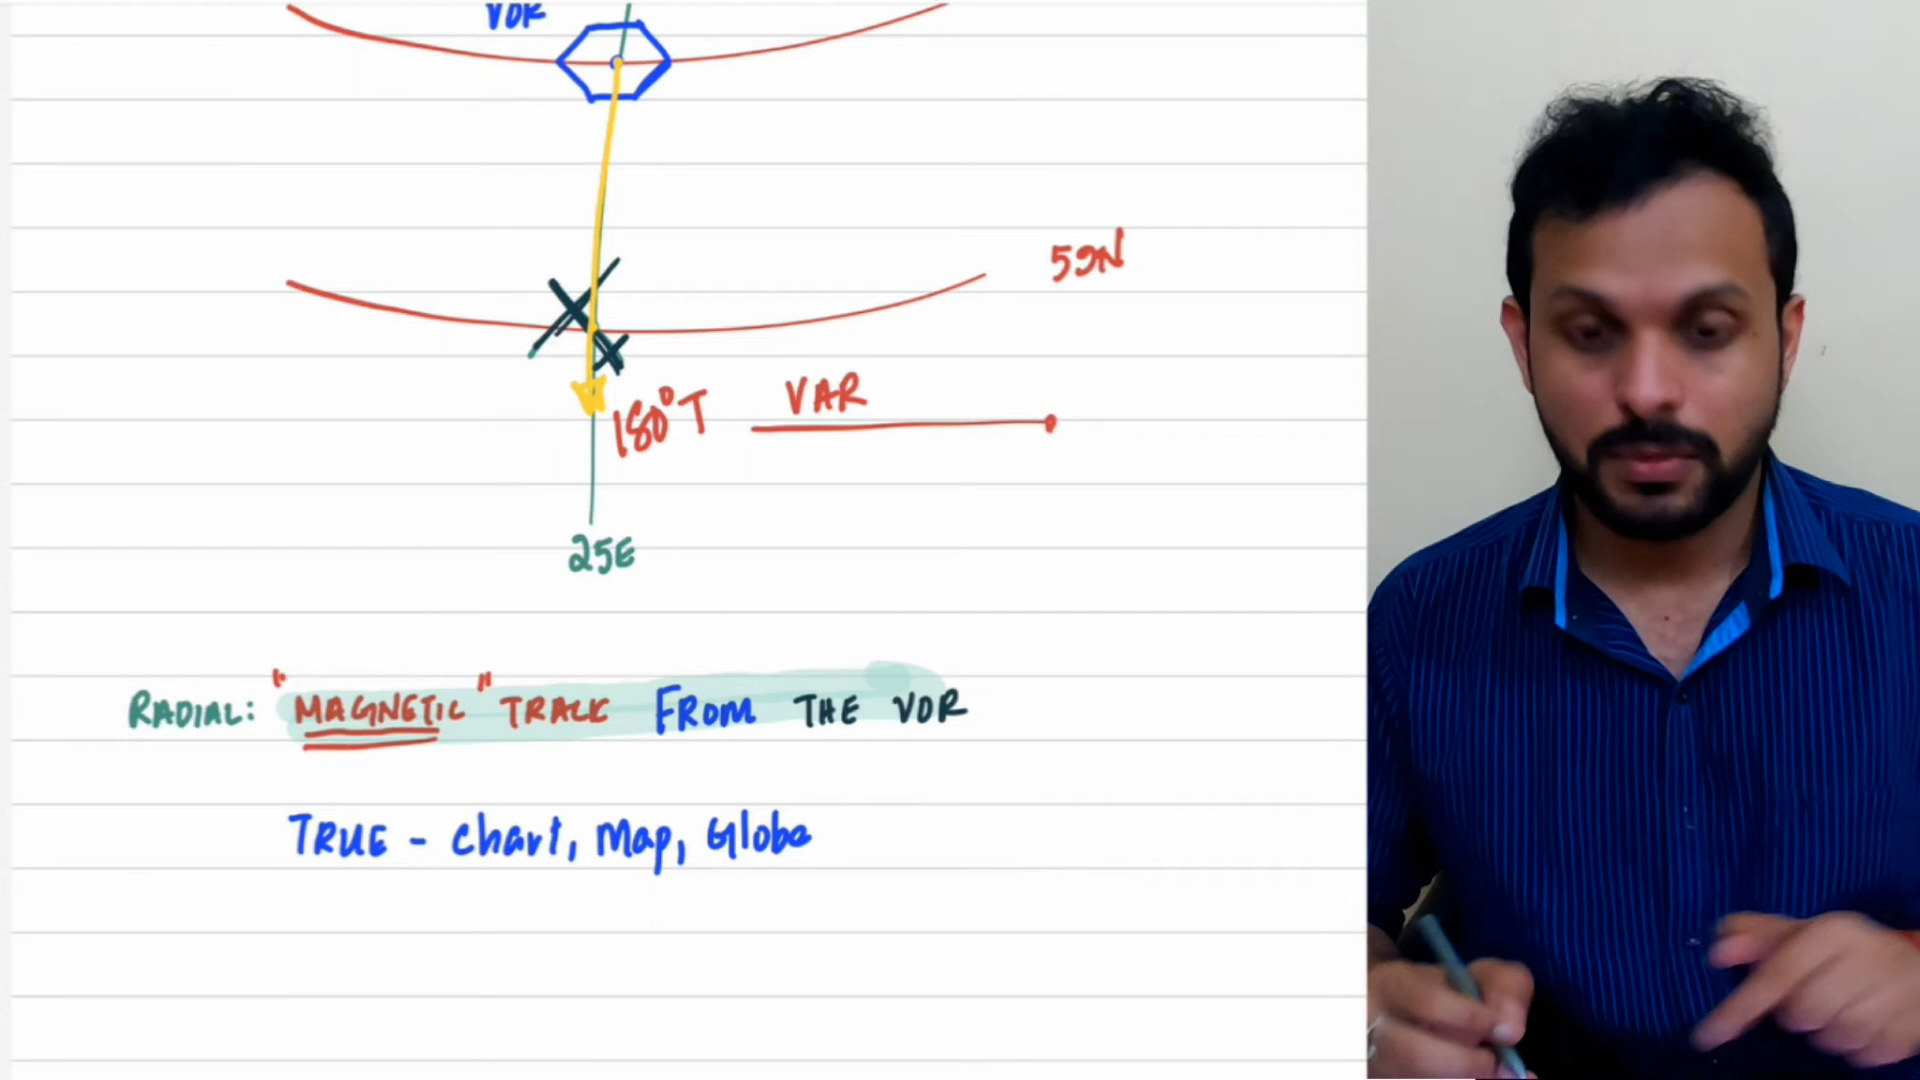 VOR
59N
VAR
180°T
25E
RADIAL: "MAGNETIC" TRACK FROM THE VOR
TRUE - Chart, Map, Globe